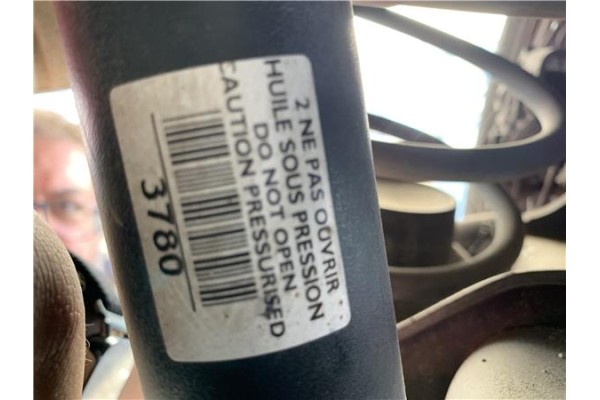 2 NE PAS OUVRIR
HUILE SOUS PRESSION
DO NOT OPEN
CAUTION PRESSURISED
3780